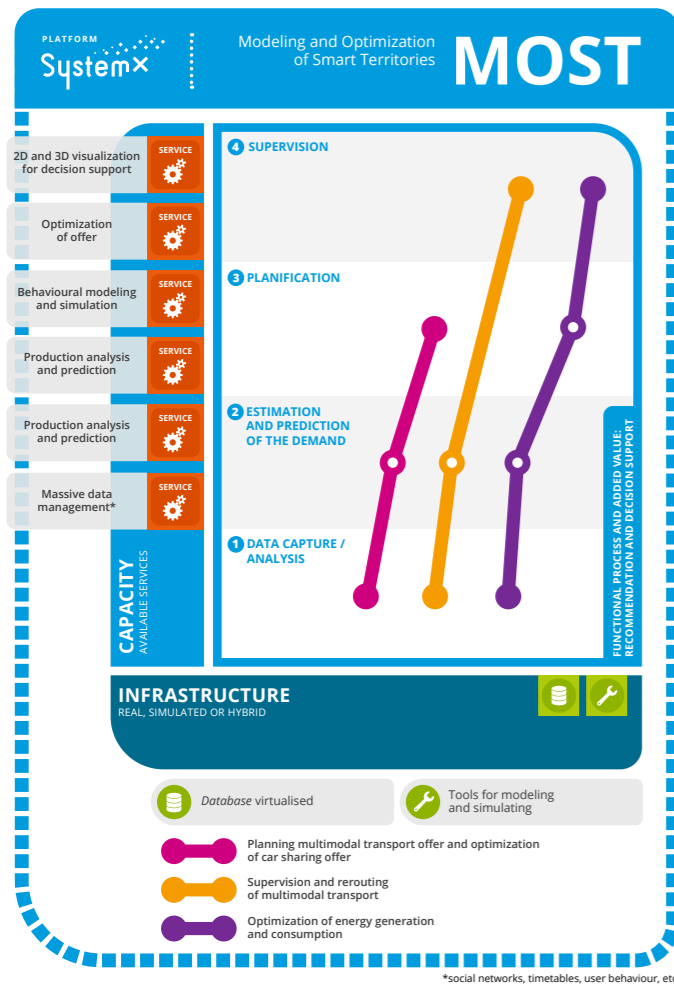 PLATFORM
SystemX
Modeling and Optimization
of Smart Territories
MOST
2D and 3D visualization
for decision support
SERVICE
Optimization
of offer
SERVICE
Behavioural modeling
and simulation
SERVICE
Production analysis
and prediction
SERVICE
Production analysis
and prediction
SERVICE
Massive data
management*
SERVICE
CAPACITY
AVAILABLE SERVICES
4 SUPERVISION
3 PLANIFICATION
2 ESTIMATION
AND PREDICTION
OF THE DEMAND
1 DATA CAPTURE /
ANALYSIS
FUNCTIONAL PROCESS AND ADDED VALUE:
RECOMMENDATION AND DECISION SUPPORT
INFRASTRUCTURE
REAL, SIMULATED OR HYBRID
Database virtualised
Tools for modeling
and simulating
Planning multimodal transport offer and optimization
of car sharing offer
Supervision and rerouting
of multimodal transport
Optimization of energy generation
and consumption
*social networks, timetables, user behaviour, etc